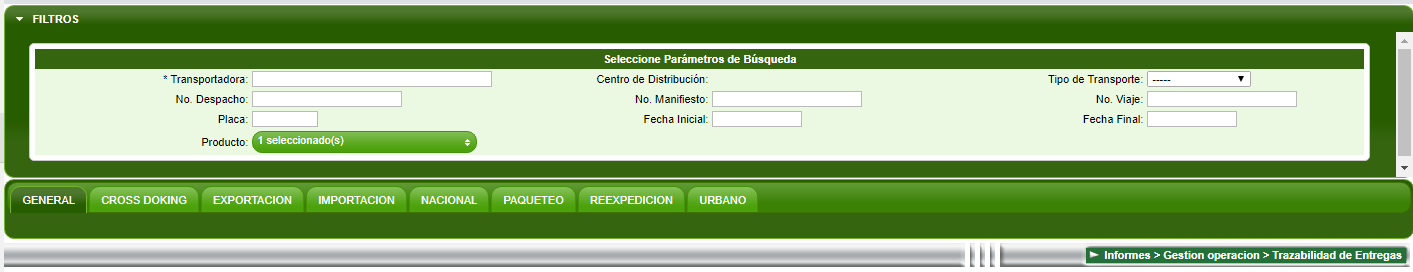 FILTROS
Seleccione Parámetros de Búsqueda
* Transportadora: Centro de Distribución: Tipo de Transporte: -----
No. Despacho: No. Manifiesto: No. Viaje:
Placa: Fecha Inicial: Fecha Final:
Producto: 1 seleccionado(s)
GENERAL CROSS DOKING EXPORTACION IMPORTACION NACIONAL PAQUETEO REEXPEDICION URBANO
Informes > Gestion operacion > Trazabilidad de Entregas